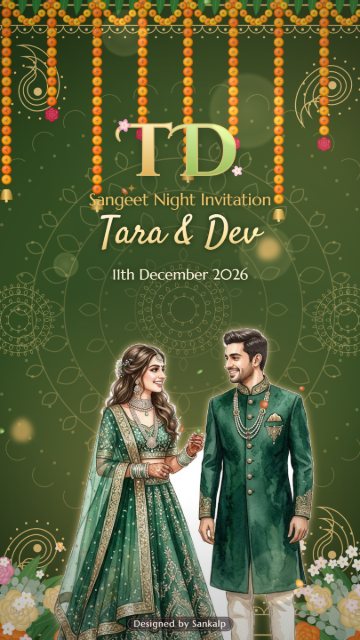 TD
Sangeet Night Invitation
Tara & Dev
11th December 2026
Designed by Sankalp